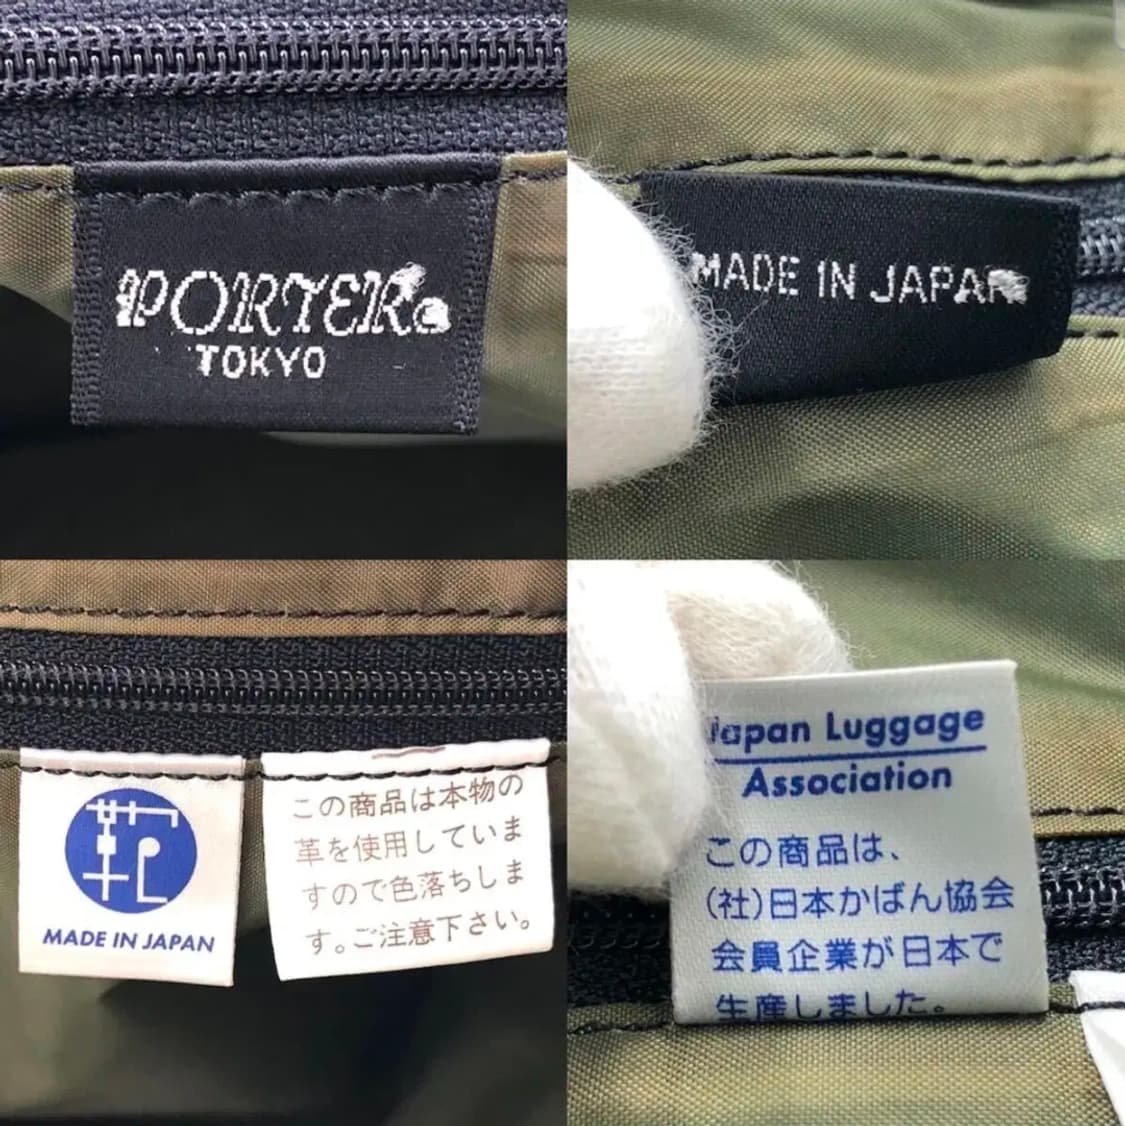 PORTER
TOKYO
MADE IN JAPAN
MADE IN JAPAN
この商品は本物の
革を使用していま
すので色落ちしま
す。ご注意下さい。
Japan Luggage
Association
この商品は、
(社)日本かばん協会
会員企業が日本で
生産しました。